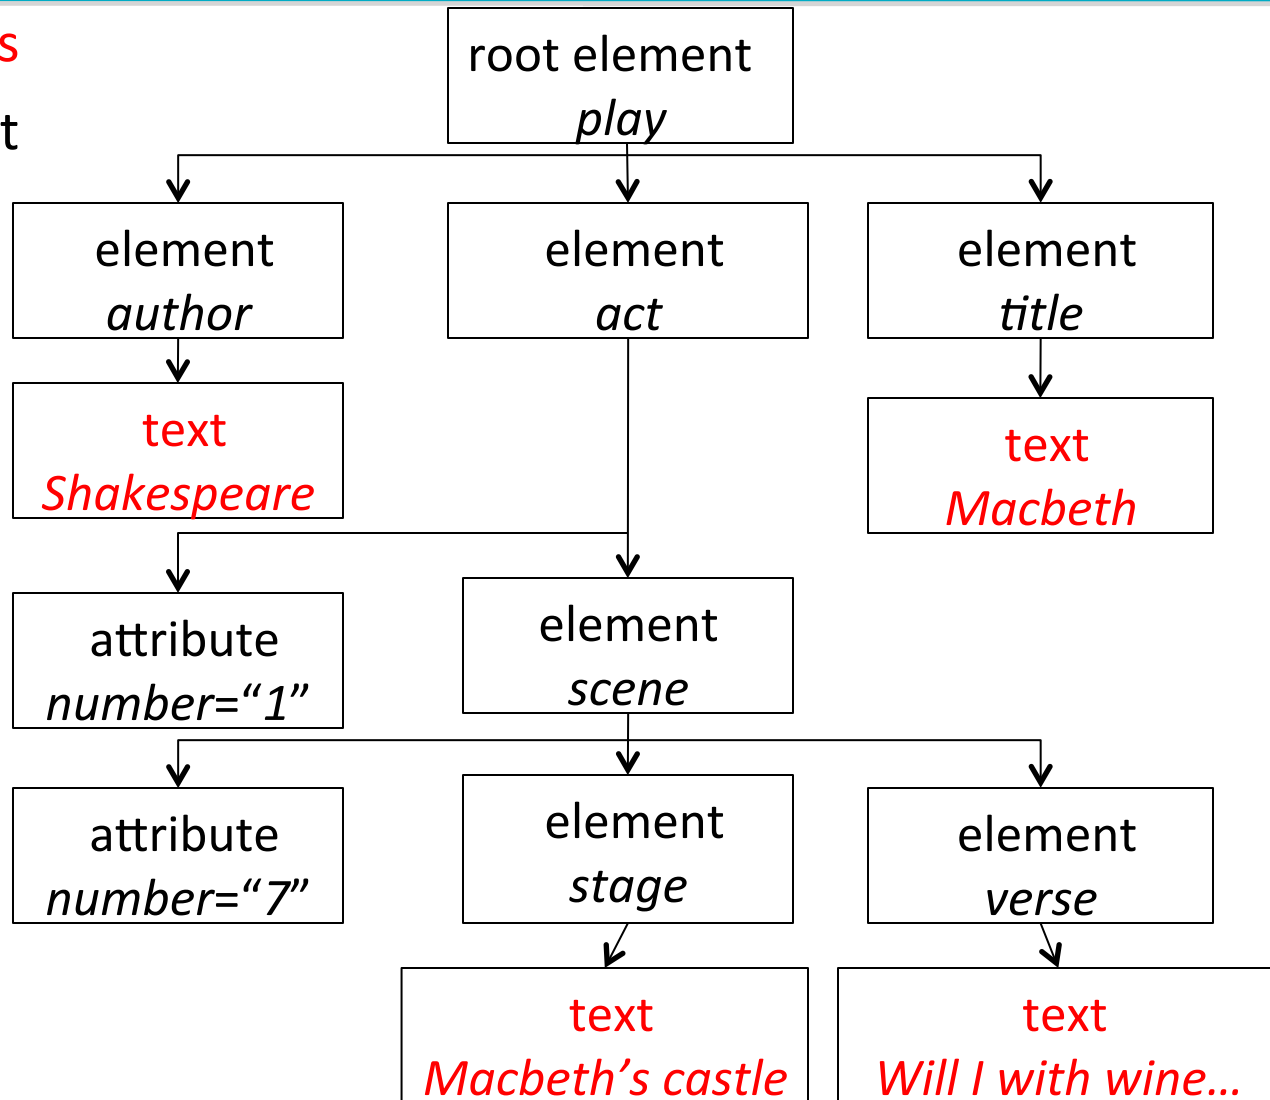 s
t
root element
play
element
author
element
act
element
title
text
Shakespeare
text
Macbeth
attribute
number=“1”
element
scene
attribute
number=“7”
element
stage
element
verse
text
Macbeth’s castle
text
Will I with wine…